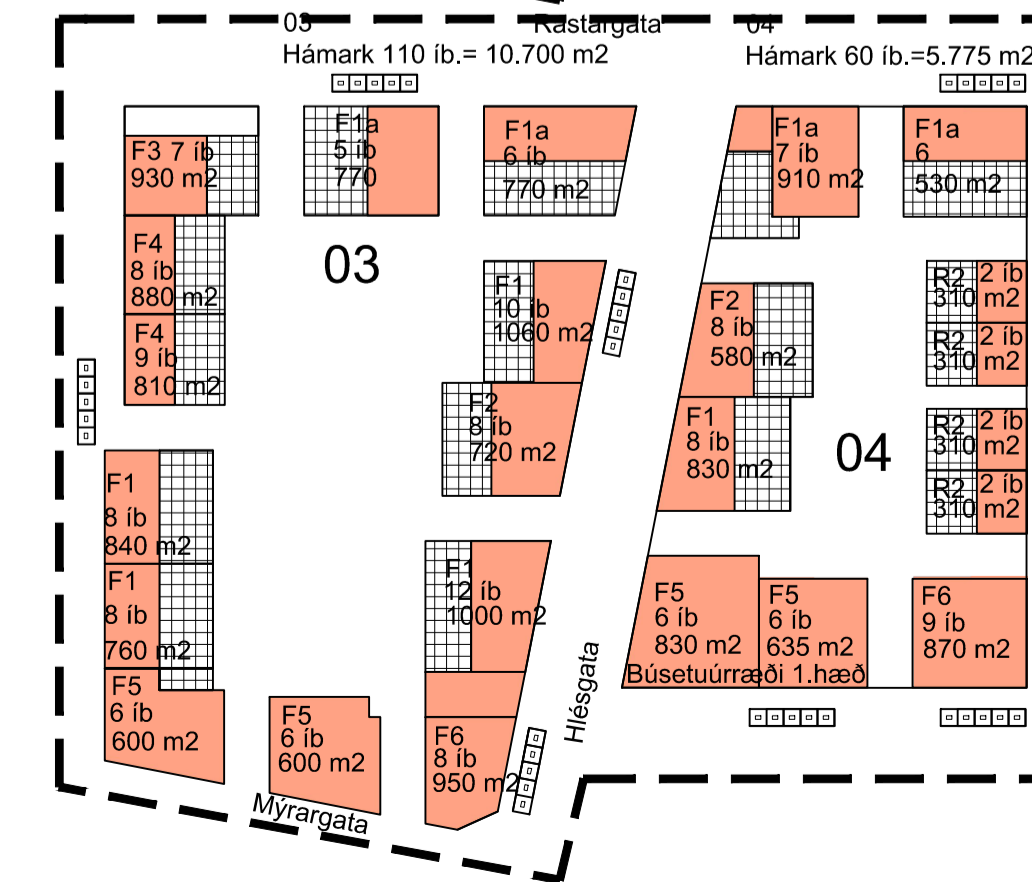 03
Rastargata
04
Hámark 110 íb.= 10.700 m2
Hámark 60 íb.=5.775 m2
F3 7 íb
930 m2
F1a
5 íb
770
F1a
6 íb
770 m2
F1a
7 íb
910 m2
F1a
6
530 m2
F4
8 íb
880 m2
F4
9 íb
810 m2
03
F1
10 íb
1060 m2
F2
8 íb
720 m2
F2
8 íb
580 m2
F1
8 íb
830 m2
04
R2 2 íb
310 m2
R2 2 íb
310 m2
R2 2 íb
310 m2
R2 2 íb
310 m2
F1
8 íb
840 m2
F1
8 íb
760 m2
F5
6 íb
600 m2
F5
6 íb
600 m2
F1
12 íb
1000 m2
F6
8 íb
950 m2
Hlésgata
F5
6 íb
830 m2
F5
6 íb
635 m2
Búsetuúrræði 1.hæð
F6
9 íb
870 m2
Mýrargata